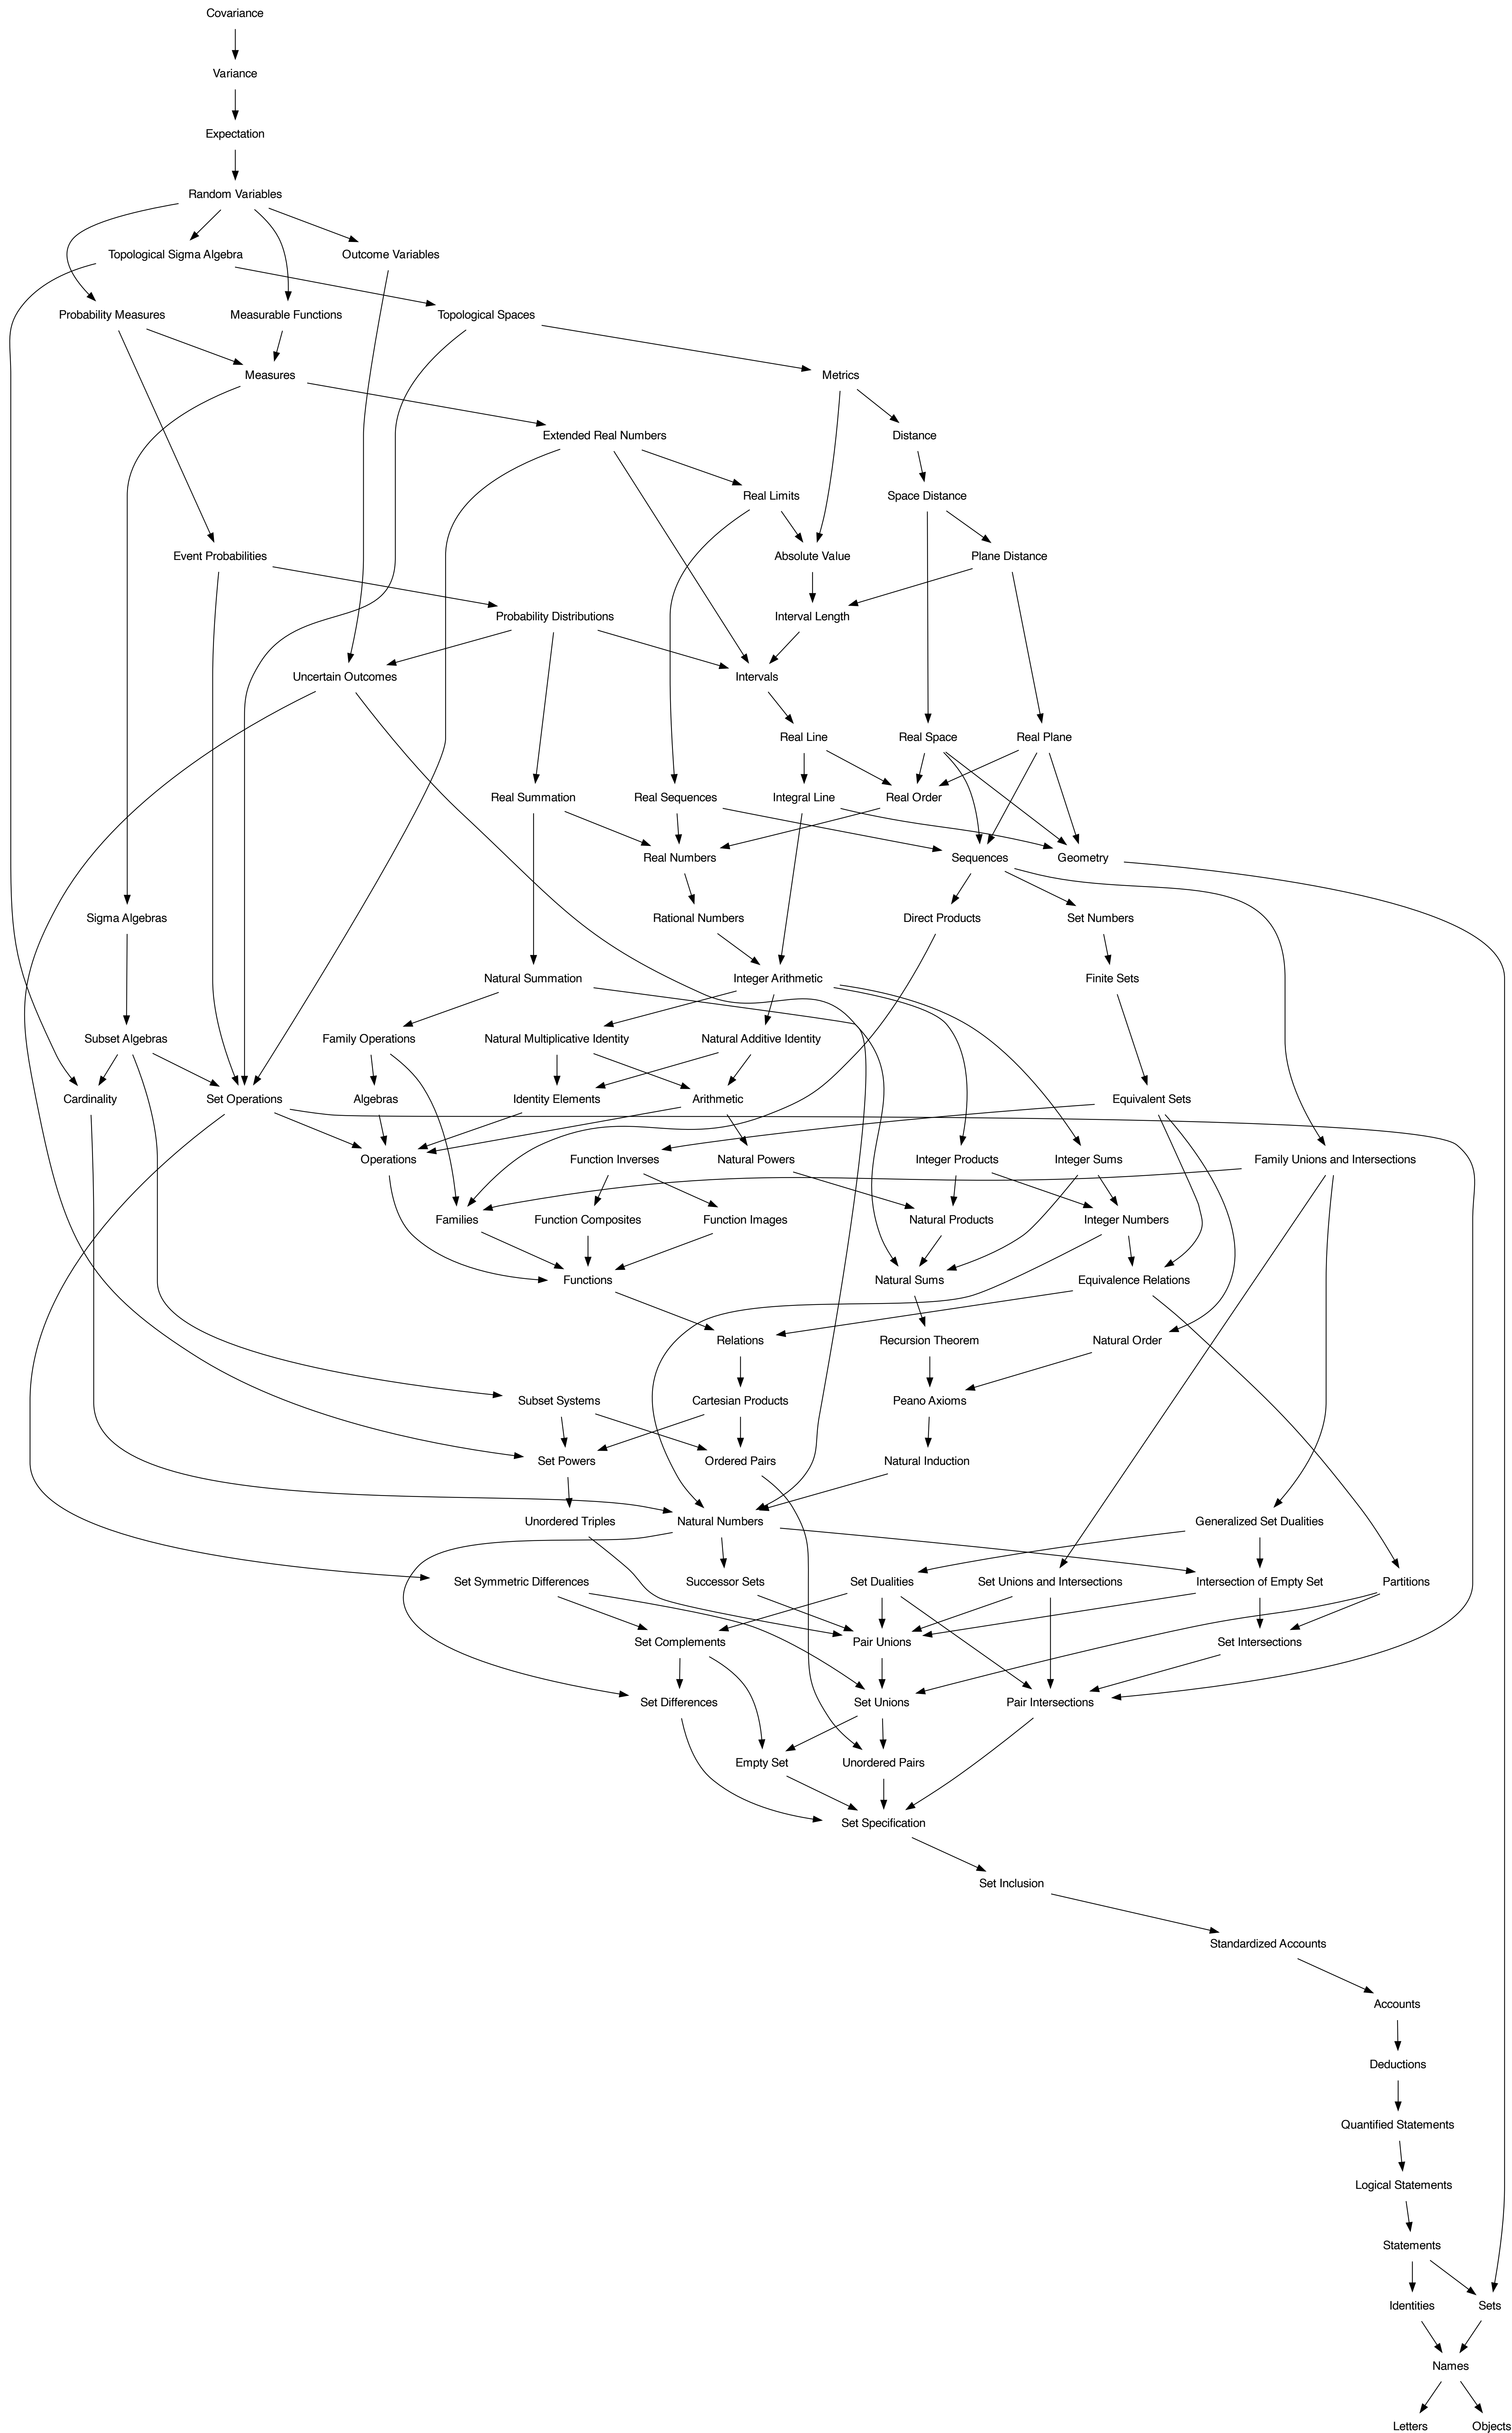 Covariance
Variance
Expectation
Random Variables
Topological Sigma Algebra
Outcome Variables
Probability Measures
Measurable Functions
Topological Spaces
Measures
Metrics
Extended Real Numbers
Distance
Real Limits
Space Distance
Event Probabilities
Absolute Value
Plane Distance
Probability Distributions
Interval Length
Uncertain Outcomes
Intervals
Real Line
Real Space
Real Plane
Real Summation
Real Sequences
Integral Line
Real Order
Real Numbers
Sequences
Geometry
Sigma Algebras
Rational Numbers
Direct Products
Set Numbers
Natural Summation
Integer Arithmetic
Finite Sets
Subset Algebras
Family Operations
Natural Multiplicative Identity
Natural Additive Identity
Cardinality
Set Operations
Algebras
Identity Elements
Arithmetic
Equivalent Sets
Operations
Function Inverses
Natural Powers
Integer Products
Integer Sums
Family Unions and Intersections
Families
Function Composites
Function Images
Natural Products
Integer Numbers
Functions
Natural Sums
Equivalence Relations
Relations
Recursion Theorem
Natural Order
Subset Systems
Cartesian Products
Peano Axioms
Set Powers
Ordered Pairs
Natural Induction
Unordered Triples
Natural Numbers
Generalized Set Dualities
Set Symmetric Differences
Successor Sets
Set Dualities
Set Unions and Intersections
Intersection of Empty Set
Partitions
Set Complements
Pair Unions
Set Intersections
Set Differences
Set Unions
Pair Intersections
Empty Set
Unordered Pairs
Set Specification
Set Inclusion
Standardized Accounts
Accounts
Deductions
Quantified Statements
Logical Statements
Statements
Identities
Sets
Names
Letters
Objects